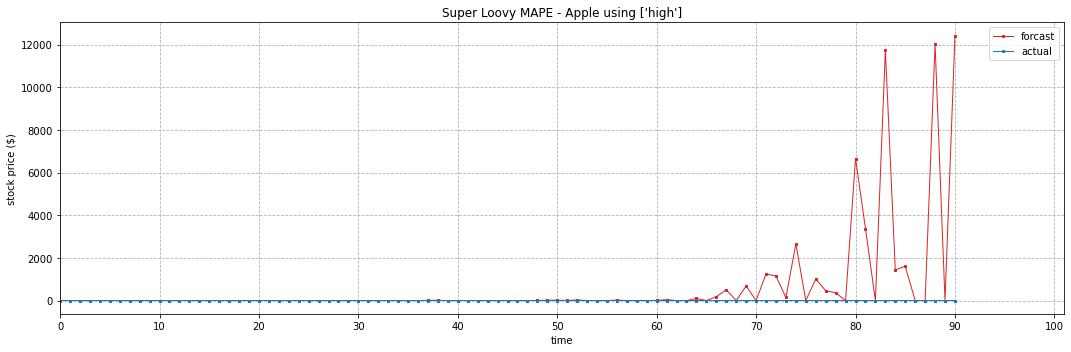 Super Loovy MAPE - Apple using ['high']
forcast
actual
12000
10000
8000
6000
4000
2000
0
stock price ($)
0 10 20 30 40 50 60 70 80 90 100
time